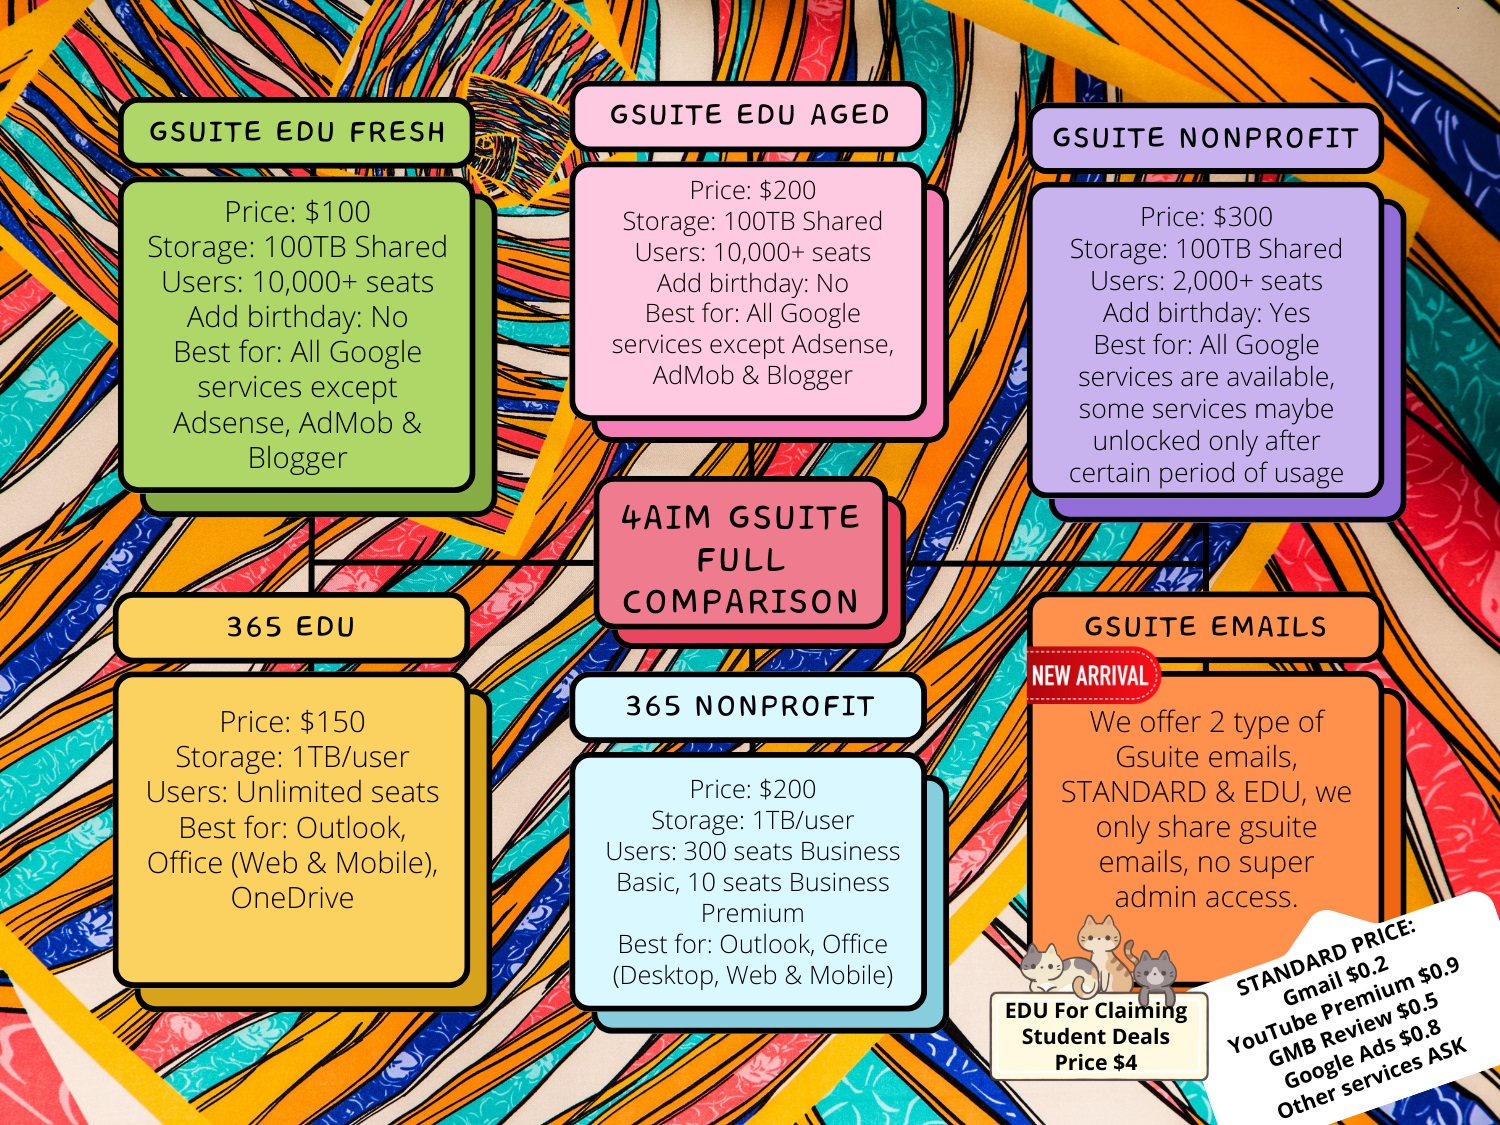 GSUITE EDU FRESH
Price: $100
Storage: 100TB Shared
Users: 10,000+ seats
Add birthday: No
Best for: All Google
services except
Adsense, AdMob &
Blogger
GSUITE EDU AGED
Price: $200
Storage: 100TB Shared
Users: 10,000+ seats
Add birthday: No
Best for: All Google
services except Adsense,
AdMob & Blogger
GSUITE NONPROFIT
Price: $300
Storage: 100TB Shared
Users: 2,000+ seats
Add birthday: Yes
Best for: All Google
services are available,
some services maybe
unlocked only after
certain period of usage
4AIM GSUITE
FULL
COMPARISON
365 EDU
Price: $150
Storage: 1TB/user
Users: Unlimited seats
Best for: Outlook,
Office (Web & Mobile),
OneDrive
365 NONPROFIT
Price: $200
Storage: 1TB/user
Users: 300 seats Business
Basic, 10 seats Business
Premium
Best for: Outlook, Office
(Desktop, Web & Mobile)
GSUITE EMAILS
NEW ARRIVAL
We offer 2 type of
Gsuite emails,
STANDARD & EDU, we
only share gsuite
emails, no super
admin access.
EDU For Claiming
Student Deals
Price $4
STANDARD PRICE:
Gmail $0.2
YouTube Premium $0.9
GMB Review $0.5
Google Ads $0.8
Other services ASK